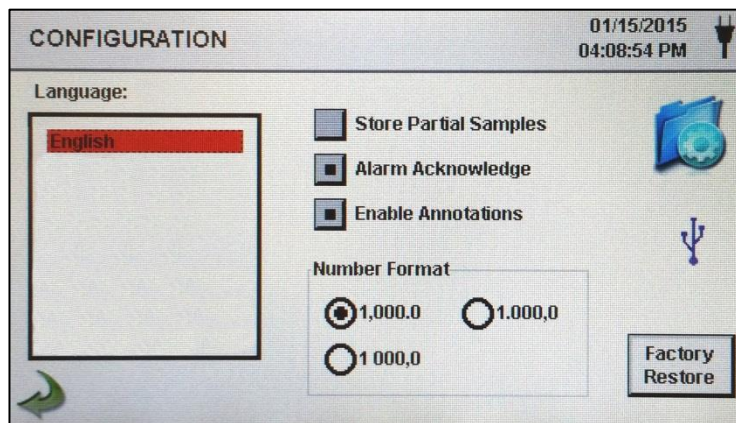 CONFIGURATION
01/15/2015
04:08:54 PM
Language:
English
Store Partial Samples
Alarm Acknowledge
Enable Annotations
Number Format
1,000.0
1.000,0
1 000,0
Factory
Restore